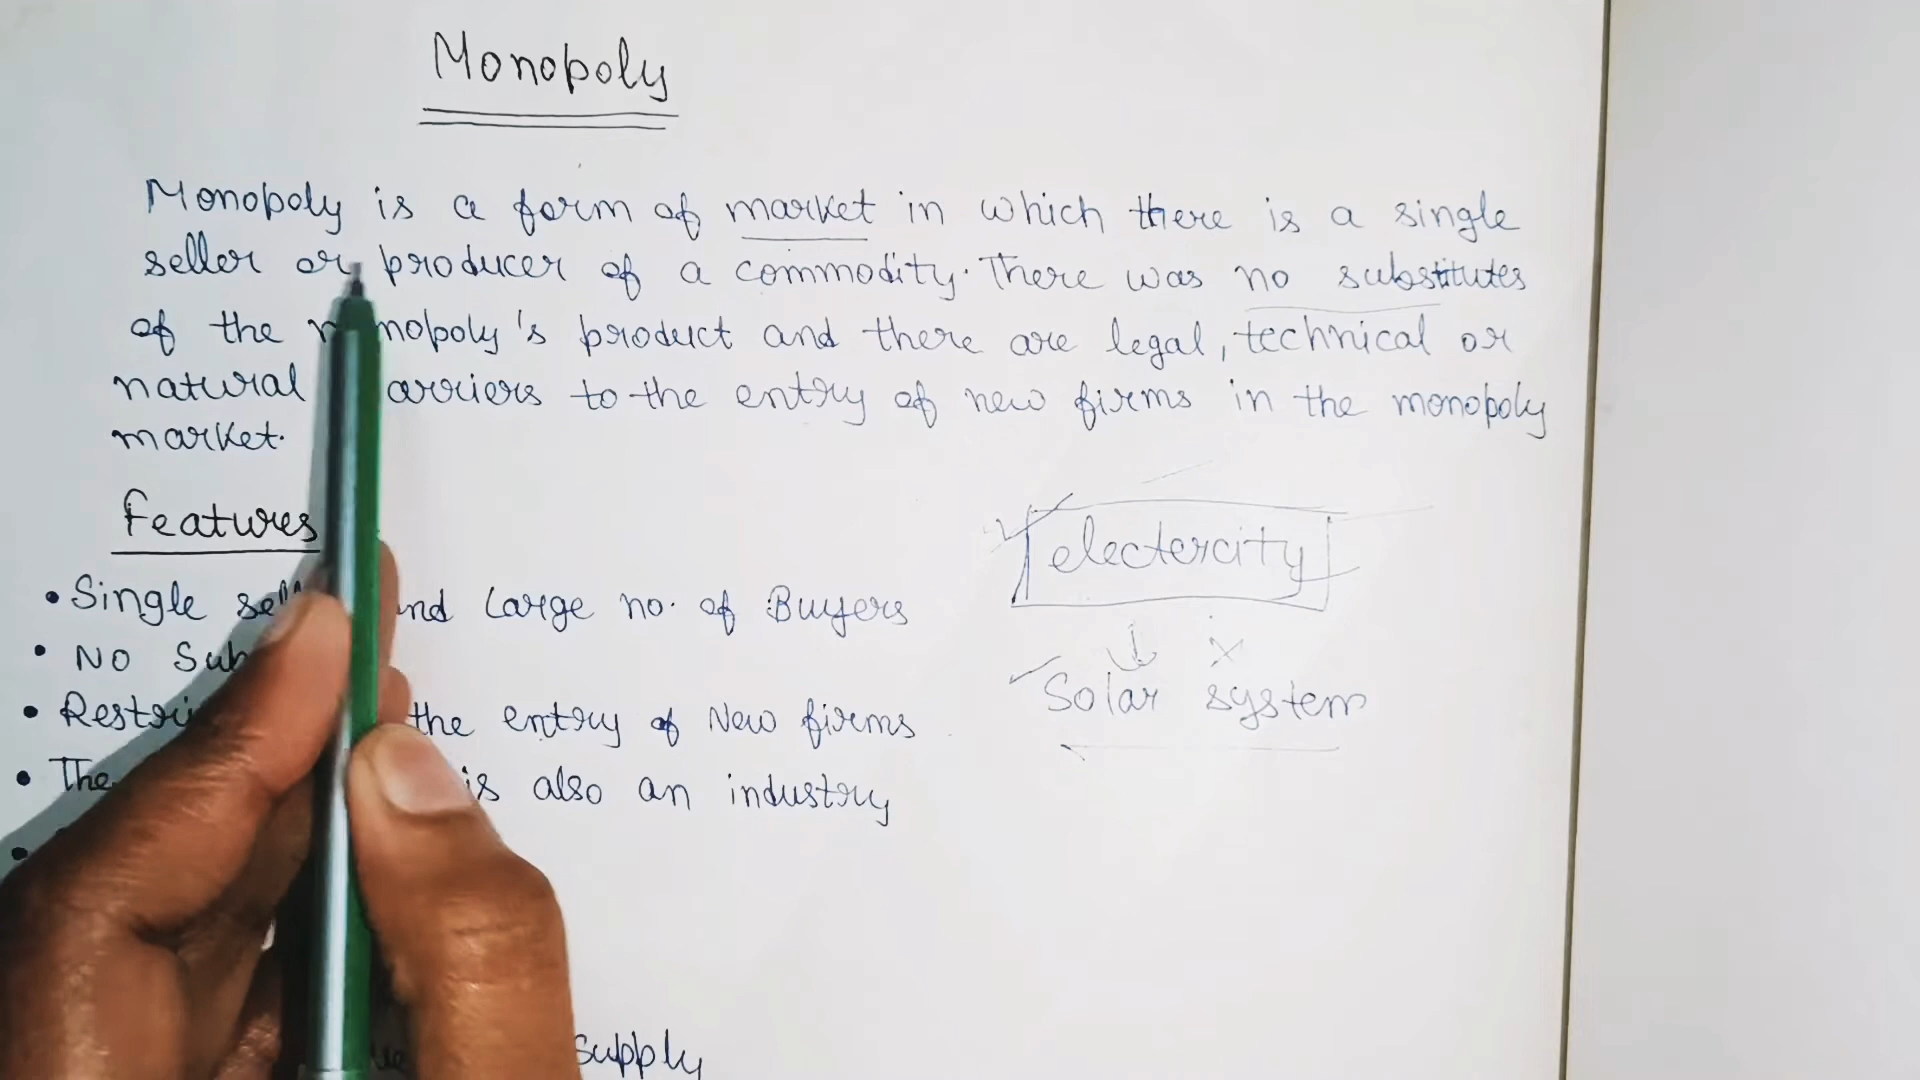 Monopoly
Monopoly is a form of market in which there is a single
seller or producer of a commodity. There was no substitutes
of the nopoly's product and there are legal, technical or
natural arriers to the entry of new firms in the monopoly
market.
Features
• Single sell nd Large no. of Buyers
• NO Sub
• Restri the entry of New firms
• The is also an industry
•
supply
electercity
Solar system